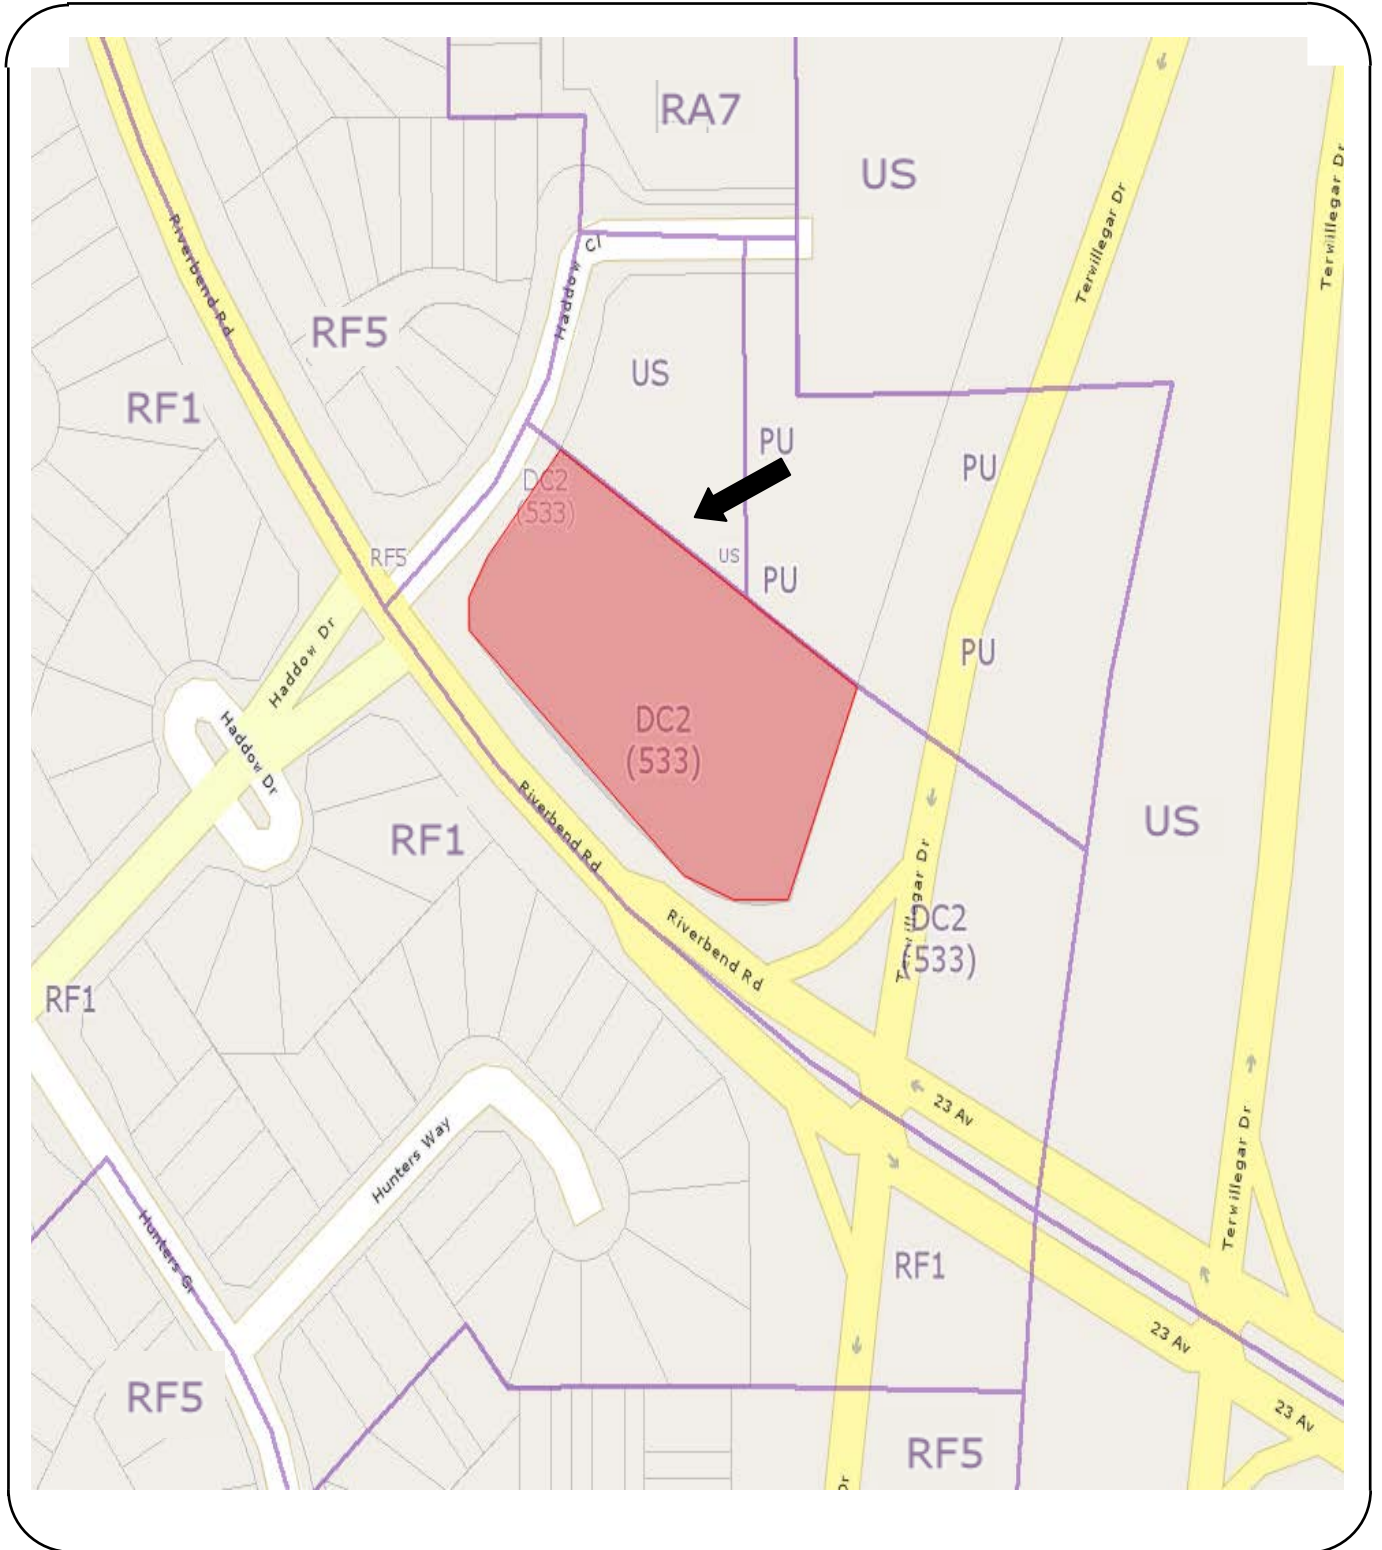 RA7
US
Terwillegar Dr
Terwillegar Dr
Riverbend Rd
Haddow Cl
RF5
US
RF1
PU
PU
DC2
(533)
RF5
US
PU
Haddow Dr
PU
Haddow Dr
DC2
(533)
Riverbend Rd
US
RF1
Terwillegar Dr
DC2
(533)
Riverbend Rd
RF1
23 Av
Hunters Way
Terwillegar Dr
Hunters Gr
RF1
23 Av
RF5
23 Av
RF5
Dr